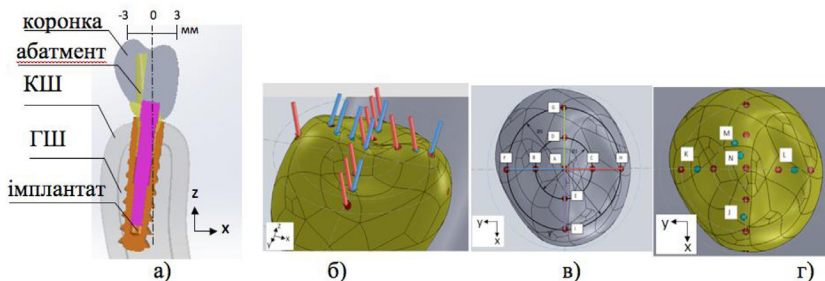 -3 0 3
мм
коронка
абатмент
КШ
ГШ
імплантат
z
x
z
x
y
G
D
F
B
A
C
H
E
I
y
x
M
K
N
L
J
y
x
а)
б)
в)
г)